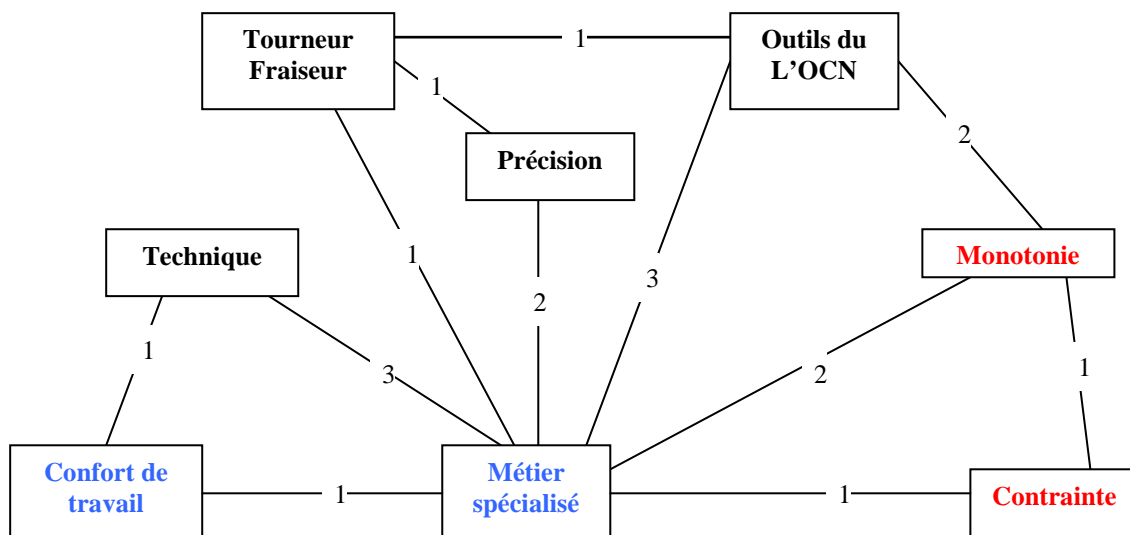 Tourneur
Fraiseur
1
Outils du
L'OCN
1
2
Précision
Technique
1
2
3
Monotonie
1
3
2
1
Confort de
travail
1
Métier
spécialisé
1
Contrainte